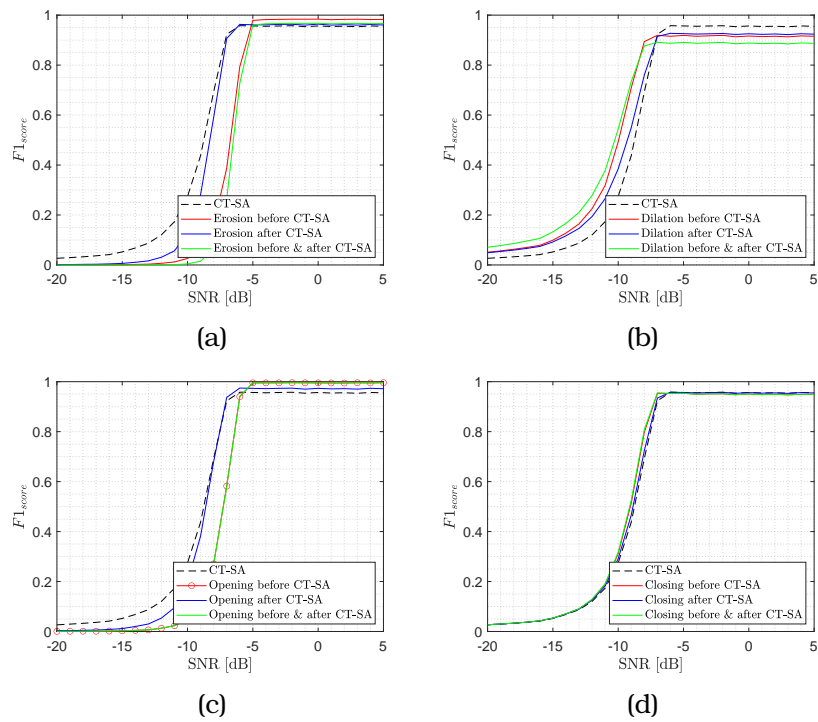 1
0.8
0.6
0.4
0.2
0
F1score
CT-SA
Erosion before CT-SA
Erosion after CT-SA
Erosion before & after CT-SA
-20 -15 -10 -5 0 5
SNR [dB]
(a)
1
0.8
0.6
0.4
0.2
0
F1score
CT-SA
Dilation before CT-SA
Dilation after CT-SA
Dilation before & after CT-SA
-20 -15 -10 -5 0 5
SNR [dB]
(b)
1
0.8
0.6
0.4
0.2
0
F1score
CT-SA
Opening before CT-SA
Opening after CT-SA
Opening before & after CT-SA
-20 -15 -10 -5 0 5
SNR [dB]
(c)
1
0.8
0.6
0.4
0.2
0
F1score
CT-SA
Closing before CT-SA
Closing after CT-SA
Closing before & after CT-SA
-20 -15 -10 -5 0 5
SNR [dB]
(d)